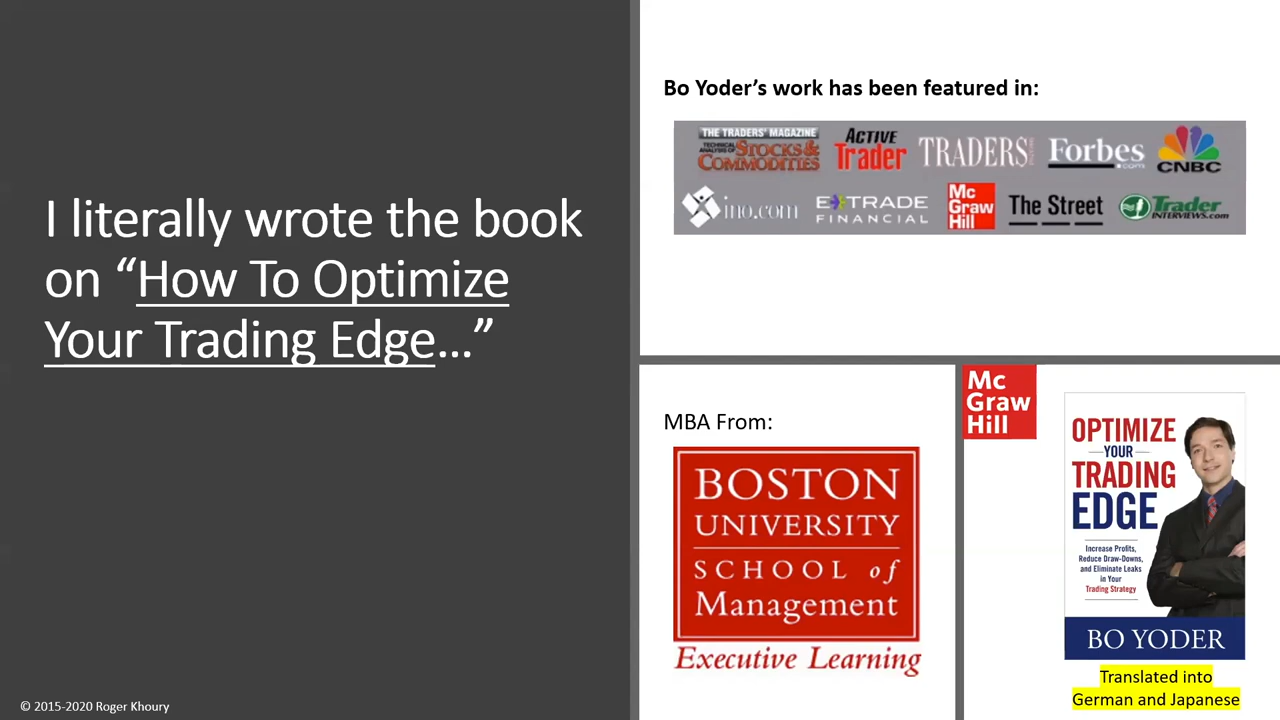 I literally wrote the book
on “How To Optimize
Your Trading Edge…”
© 2015-2020 Roger Khoury
Bo Yoder’s work has been featured in:
THE TRADERS' MAGAZINE
TECHNICAL ANALYSIS OF
STOCKS &
COMMODITIES
ACTIVE
Trader
TRADERS
Forbes
.com
CNBC
ino.com
E*TRADE
FINANCIAL
Mc
Graw
Hill
The Street
Trader
INTERVIEWS.com
MBA From:
BOSTON
UNIVERSITY
SCHOOL of
Management
Executive Learning
Mc
Graw
Hill
OPTIMIZE
YOUR
TRADING
EDGE
Increase Profits,
Reduce Draw-Downs,
and Eliminate Leaks
in Your
Trading Strategy
BO YODER
Translated into
German and Japanese